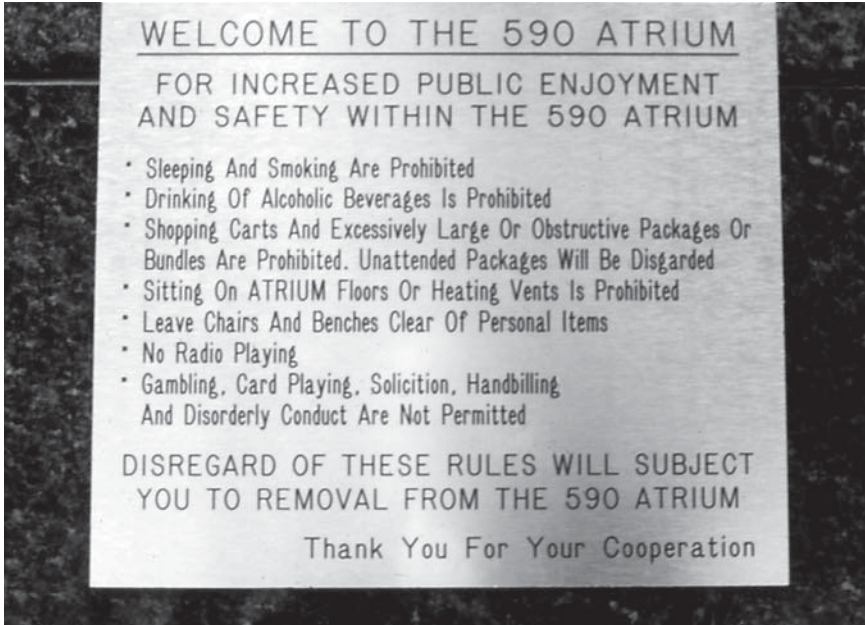 WELCOME TO THE 590 ATRIUM
FOR INCREASED PUBLIC ENJOYMENT
AND SAFETY WITHIN THE 590 ATRIUM
· Sleeping And Smoking Are Prohibited
· Drinking Of Alcoholic Beverages Is Prohibited
· Shopping Carts And Excessively Large Or Obstructive Packages Or
Bundles Are Prohibited. Unattended Packages Will Be Disgarded
· Sitting On ATRIUM Floors Or Heating Vents Is Prohibited
· Leave Chairs And Benches Clear Of Personal Items
· No Radio Playing
· Gambling, Card Playing, Solicition, Handbilling
And Disorderly Conduct Are Not Permitted
DISREGARD OF THESE RULES WILL SUBJECT
YOU TO REMOVAL FROM THE 590 ATRIUM
Thank You For Your Cooperation